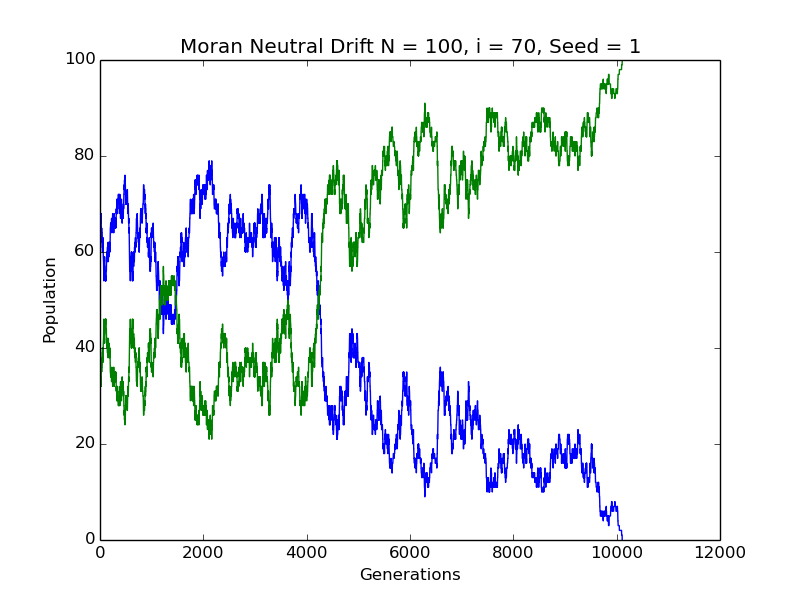 Moran Neutral Drift N = 100, i = 70, Seed = 1
100
80
60
40
20
0
Population
0 2000 4000 6000 8000 10000 12000
Generations